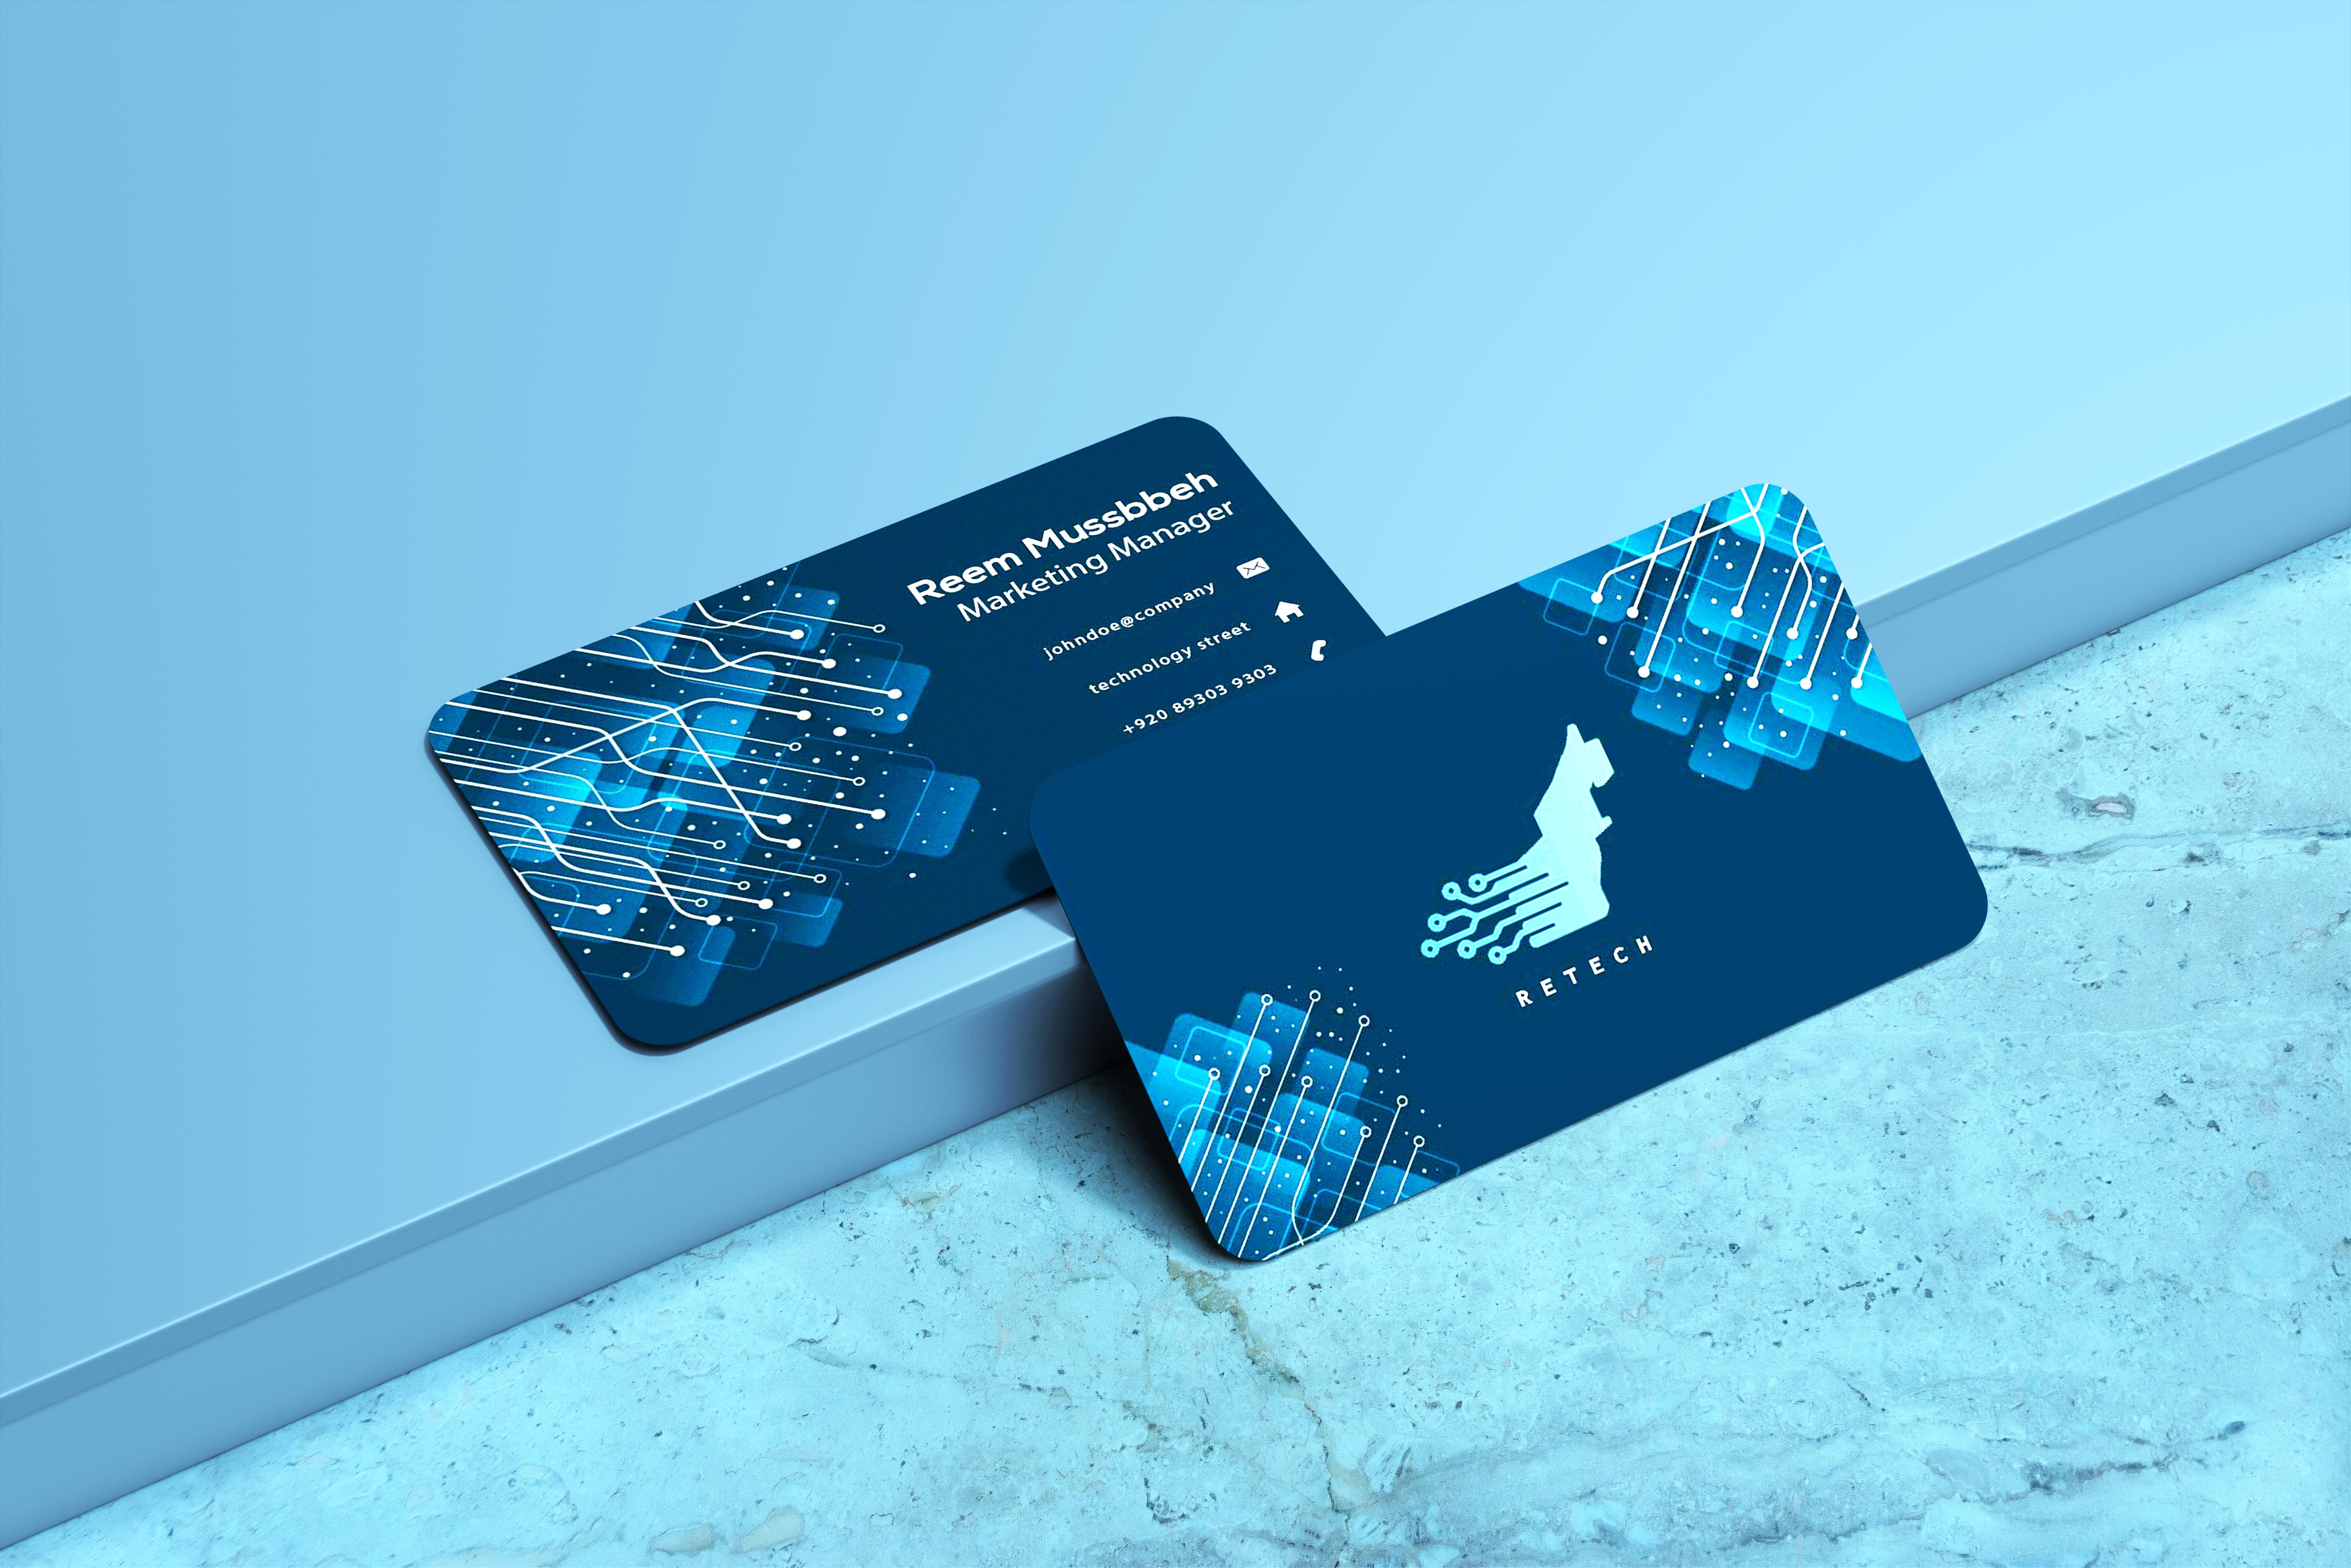 Reem Mussbbeh
Marketing Manager
johndoe@company
technology street
+920 89303 9303
RETECH